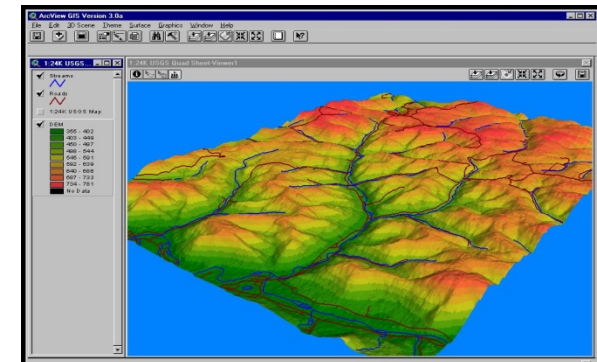 ArcView GIS Version 3.0a
File Edit 3D Scene Theme Surface Graphics Window Help
1:24K USGS...
1:24K USGS Quad Sheet-Viewer1
Streams
Roads
1:24K USGS Map
DEM
355 - 402
403 - 449
450 - 497
498 - 544
545 - 591
592 - 639
640 - 686
687 - 733
734 - 781
No Data